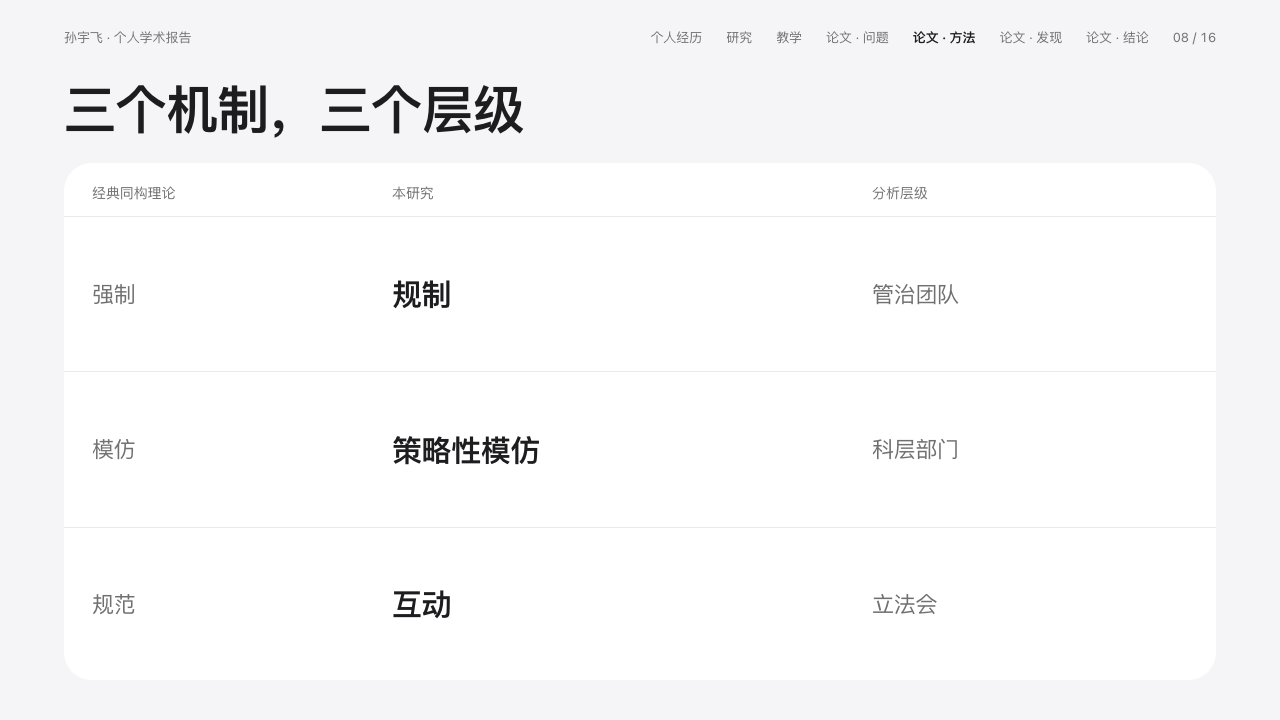 孙宇飞 · 个人学术报告
个人经历 研究 教学 论文 · 问题 论文 · 方法 论文 · 发现 论文 · 结论 08 / 16
三个机制，三个层级
经典同构理论 本研究 分析层级
强制 规制 管治团队
模仿 策略性模仿 科层部门
规范 互动 立法会